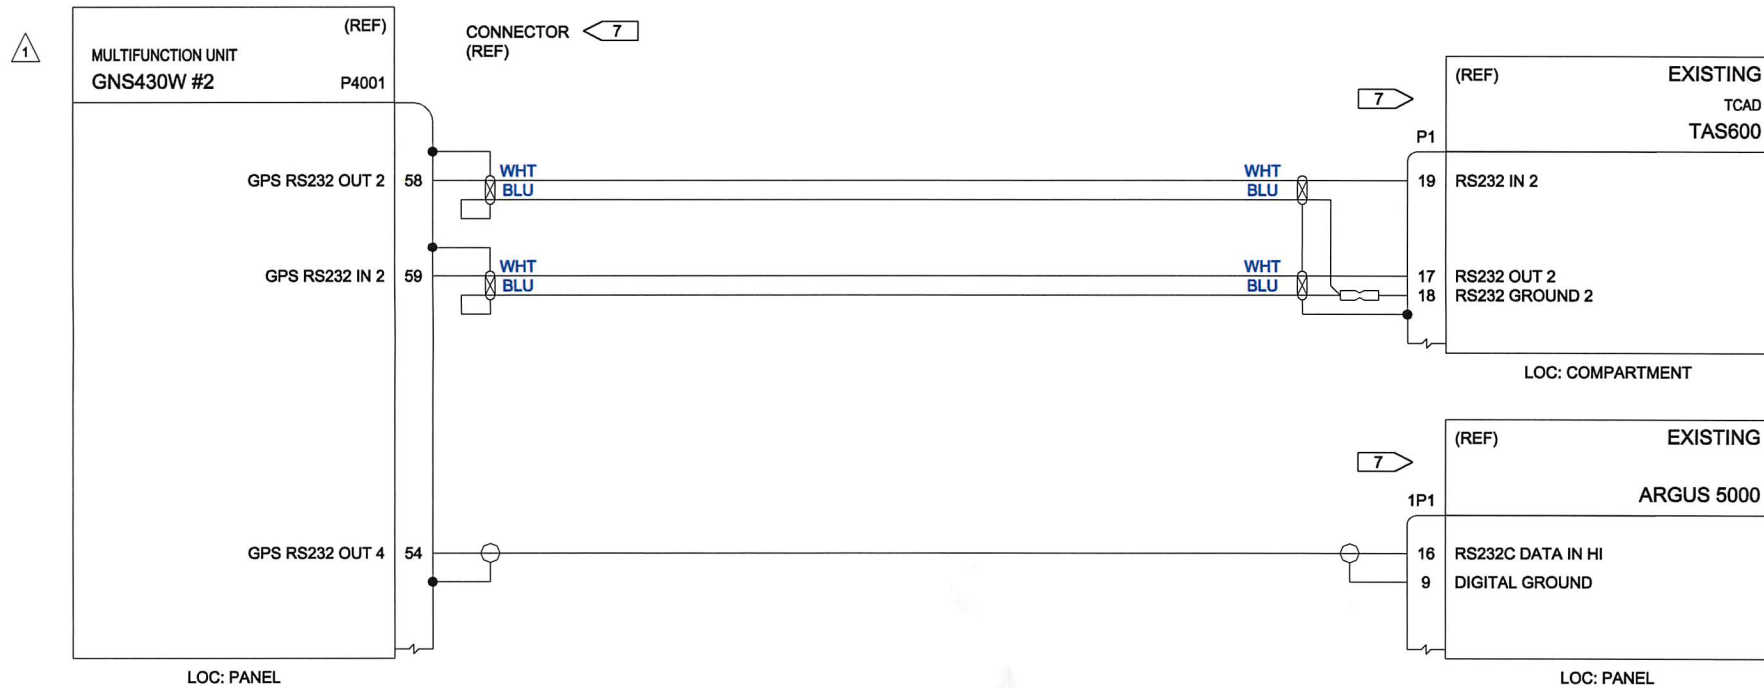 1
(REF)
MULTIFUNCTION UNIT
GNS430W #2
P4001
CONNECTOR 7
(REF)
GPS RS232 OUT 2 58
WHT
BLU
GPS RS232 IN 2 59
WHT
BLU
GPS RS232 OUT 4 54
LOC: PANEL
7
(REF) EXISTING
TCAD
TAS600
P1
WHT
BLU
19 RS232 IN 2
WHT
BLU
17 RS232 OUT 2
18 RS232 GROUND 2
LOC: COMPARTMENT
7
(REF) EXISTING
ARGUS 5000
1P1
16 RS232C DATA IN HI
9 DIGITAL GROUND
LOC: PANEL